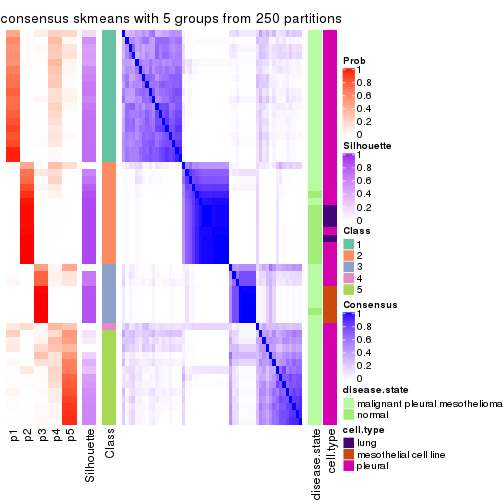 consensus skmeans with 5 groups from 250 partitions
Prob
1
0.8
0.6
0.4
0.2
0
Silhouette
1
0.8
0.6
0.4
0.2
0
Class
1
2
3
4
5
Consensus
1
0.8
0.6
0.4
0.2
0
disease.state
malignant pleural mesothelioma
normal
cell.type
lung
mesothelial cell line
pleural
p1
p2
p3
p4
p5
Silhouette
Class
disease.state
cell.type